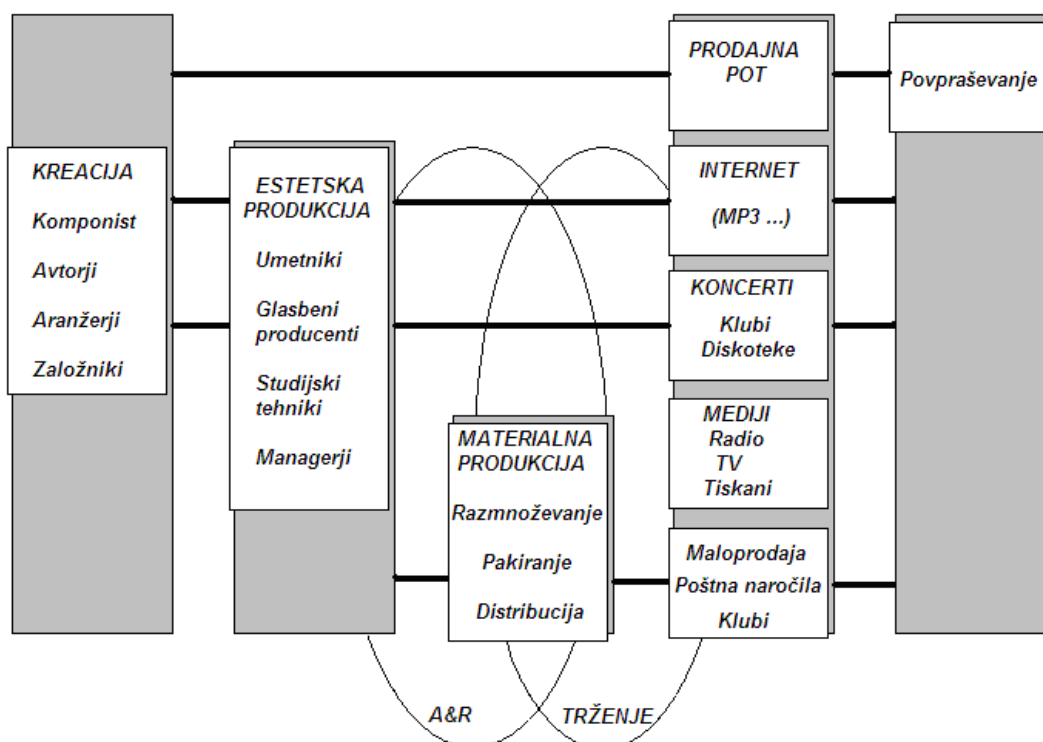 KREACIJA
Komponist
Avtorji
Aranžerji
Založniki
ESTETSKA
PRODUKCIJA
Umetniki
Glasbeni
producenti
Studijski
tehniki
Managerji
MATERIALNA
PRODUKCIJA
Razmnoževanje
Pakiranje
Distribucija
PRODAJNA
POT
INTERNET
(MP3 ...)
KONCERTI
Klubi
Diskoteke
MEDIJI
Radio
TV
Tiskani
Maloprodaja
Poštna naročila
Klubi
Povpraševanje
A&R
TRŽENJE